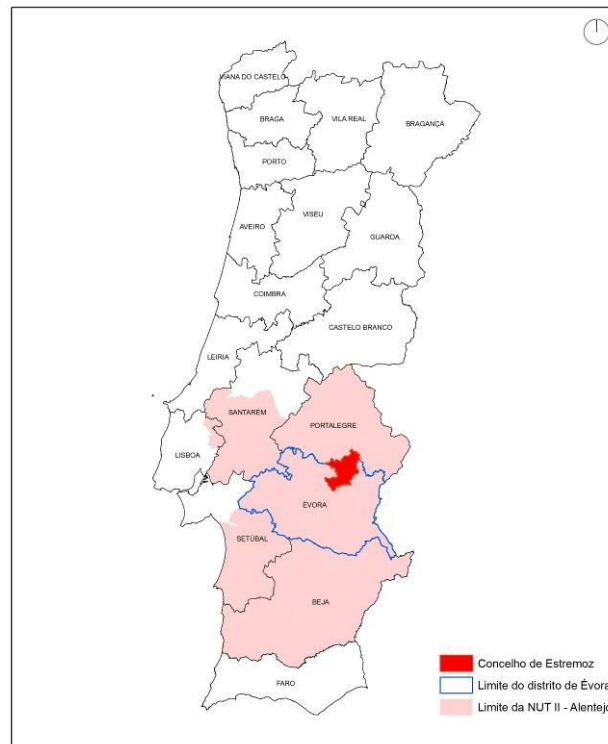 VIANA DO CASTELO
BRAGA
VILA REAL
BRAGANÇA
PORTO
AVEIRO
VISEU
GUARDA
COIMBRA
CASTELO BRANCO
LEIRIA
SANTARÉM
PORTALEGRE
LISBOA
ÉVORA
SETÚBAL
BEJA
FARO
Concelho de Estremoz
Limite do distrito de Évora
Limite da NUT II - Alentejo